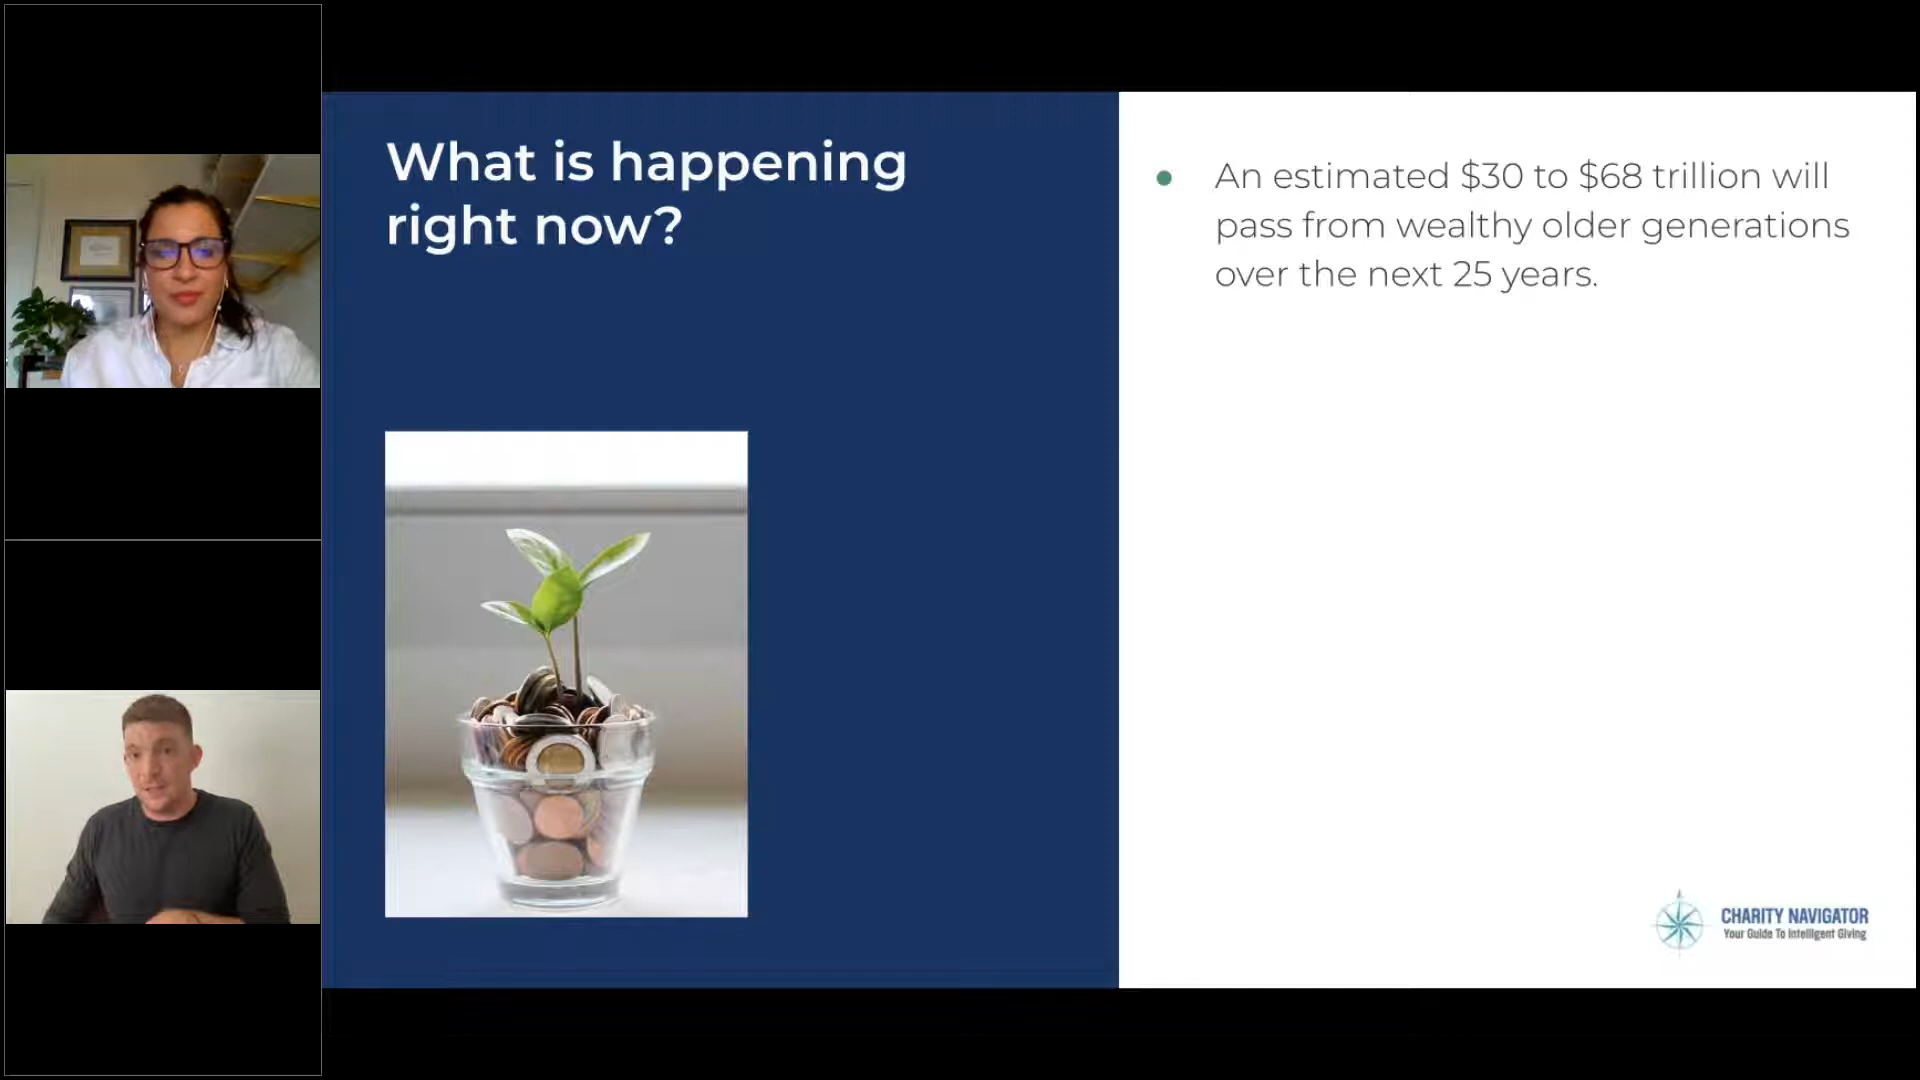 What is happening
right now?
An estimated $30 to $68 trillion will
pass from wealthy older generations
over the next 25 years.
CHARITY NAVIGATOR
Your Guide To Intelligent Giving